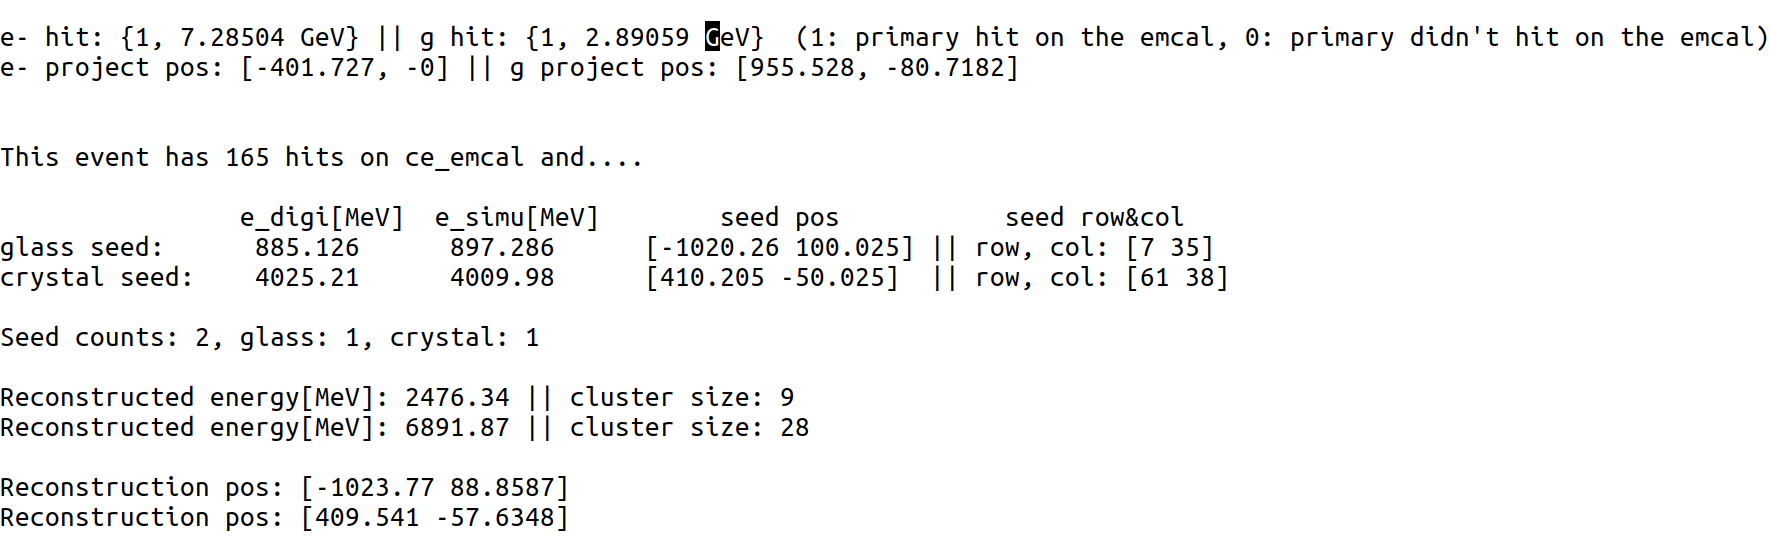 e- hit: {1, 7.28504 GeV} || g hit: {1, 2.89059 GeV}  (1: primary hit on the emcal, 0: primary didn't hit on the emcal)
e- project pos: [-401.727, -0] || g project pos: [955.528, -80.7182]
This event has 165 hits on ce_emcal and....
e_digi[MeV]  e_simu[MeV]        seed pos           seed row&col
glass seed:      885.126      897.286      [-1020.26 100.025] || row, col: [7 35]
crystal seed:    4025.21      4009.98      [410.205 -50.025]  || row, col: [61 38]
Seed counts: 2, glass: 1, crystal: 1
Reconstructed energy[MeV]: 2476.34 || cluster size: 9
Reconstructed energy[MeV]: 6891.87 || cluster size: 28
Reconstruction pos: [-1023.77 88.8587]
Reconstruction pos: [409.541 -57.6348]